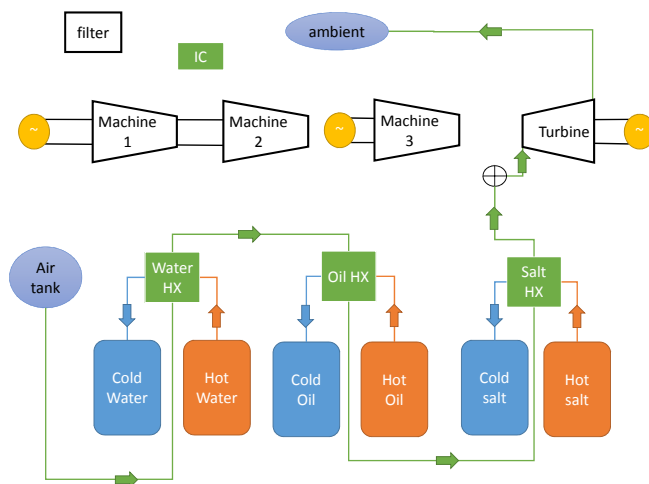 filter
ambient
IC
~
Machine
1
Machine
2
~
Machine
3
Turbine
~
Air
tank
Water
HX
Oil HX
Salt
HX
Cold
Water
Hot
Water
Cold
Oil
Hot
Oil
Cold
salt
Hot
salt